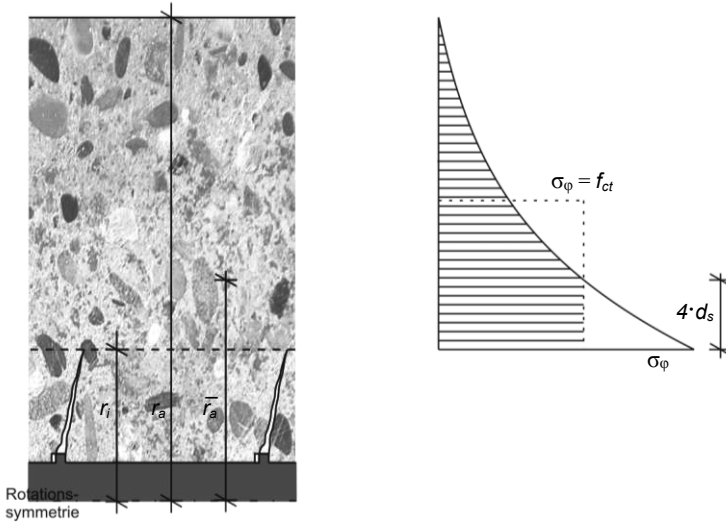 σφ = fct
4·ds
σφ
ri
ra
r̅a
Rotations-
symmetrie